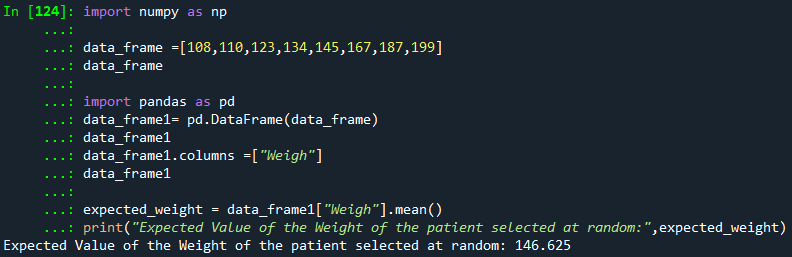 In [124]: import numpy as np
     ...:
     ...: data_frame =[108,110,123,134,145,167,187,199]
     ...: data_frame
     ...:
     ...: import pandas as pd
     ...: data_frame1= pd.DataFrame(data_frame)
     ...: data_frame1
     ...: data_frame1.columns =["Weigh"]
     ...: data_frame1
     ...:
     ...: expected_weight = data_frame1["Weigh"].mean()
     ...: print("Expected Value of the Weight of the patient selected at random:",expected_weight)
Expected Value of the Weight of the patient selected at random: 146.625